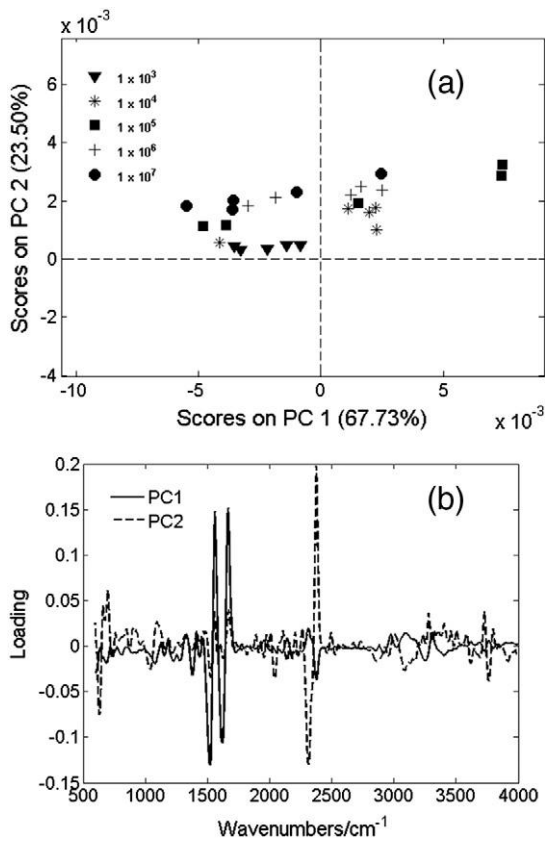 × 10⁻³
(a)
6
4
2
0
-2
-4
Scores on PC 2 (23.50%)
1 × 10³
1 × 10⁴
1 × 10⁵
1 × 10⁶
1 × 10⁷
-10 -5 0 5
Scores on PC 1 (67.73%) × 10⁻³
(b)
PC1
PC2
0.2
0.15
0.1
0.05
0
-0.05
-0.1
-0.15
Loading
500 1000 1500 2000 2500 3000 3500 4000
Wavenumbers/cm⁻¹